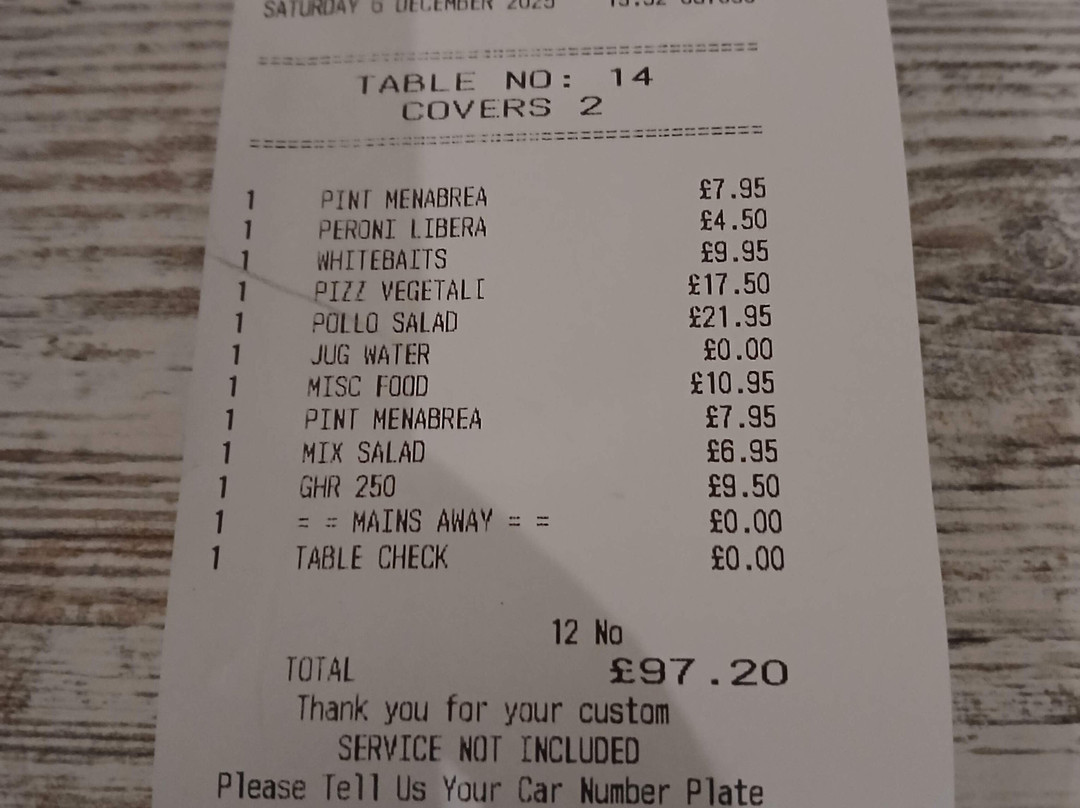 SATURDAY 6 DECEMBER 2025
=================================
TABLE NO: 14
COVERS 2
=================================
1 PINT MENABREA £7.95
1 PERONI LIBERA £4.50
1 WHITEBAITS £9.95
1 PIZZ VEGETALI £17.50
1 POLLO SALAD £21.95
1 JUG WATER £0.00
1 MISC FOOD £10.95
1 PINT MENABREA £7.95
1 MIX SALAD £6.95
1 GHR 250 £9.50
1 = = MAINS AWAY = = £0.00
1 TABLE CHECK £0.00
12 No
TOTAL £97.20
Thank you for your custom
SERVICE NOT INCLUDED
Please Tell Us Your Car Number Plate